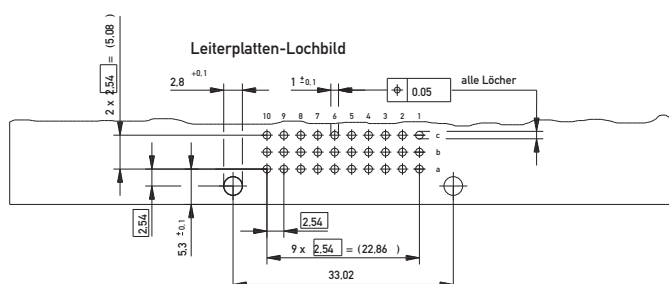 Leiterplatten-Lochbild
2 x 2,54 = (5,08)
2,8 +0,1
1 ±0,1
0.05
alle Löcher
10 9 8 7 6 5 4 3 2 1
c
b
a
2,54
5,3 ±0,1
2,54
9 x 2,54 = (22,86 )
33,02